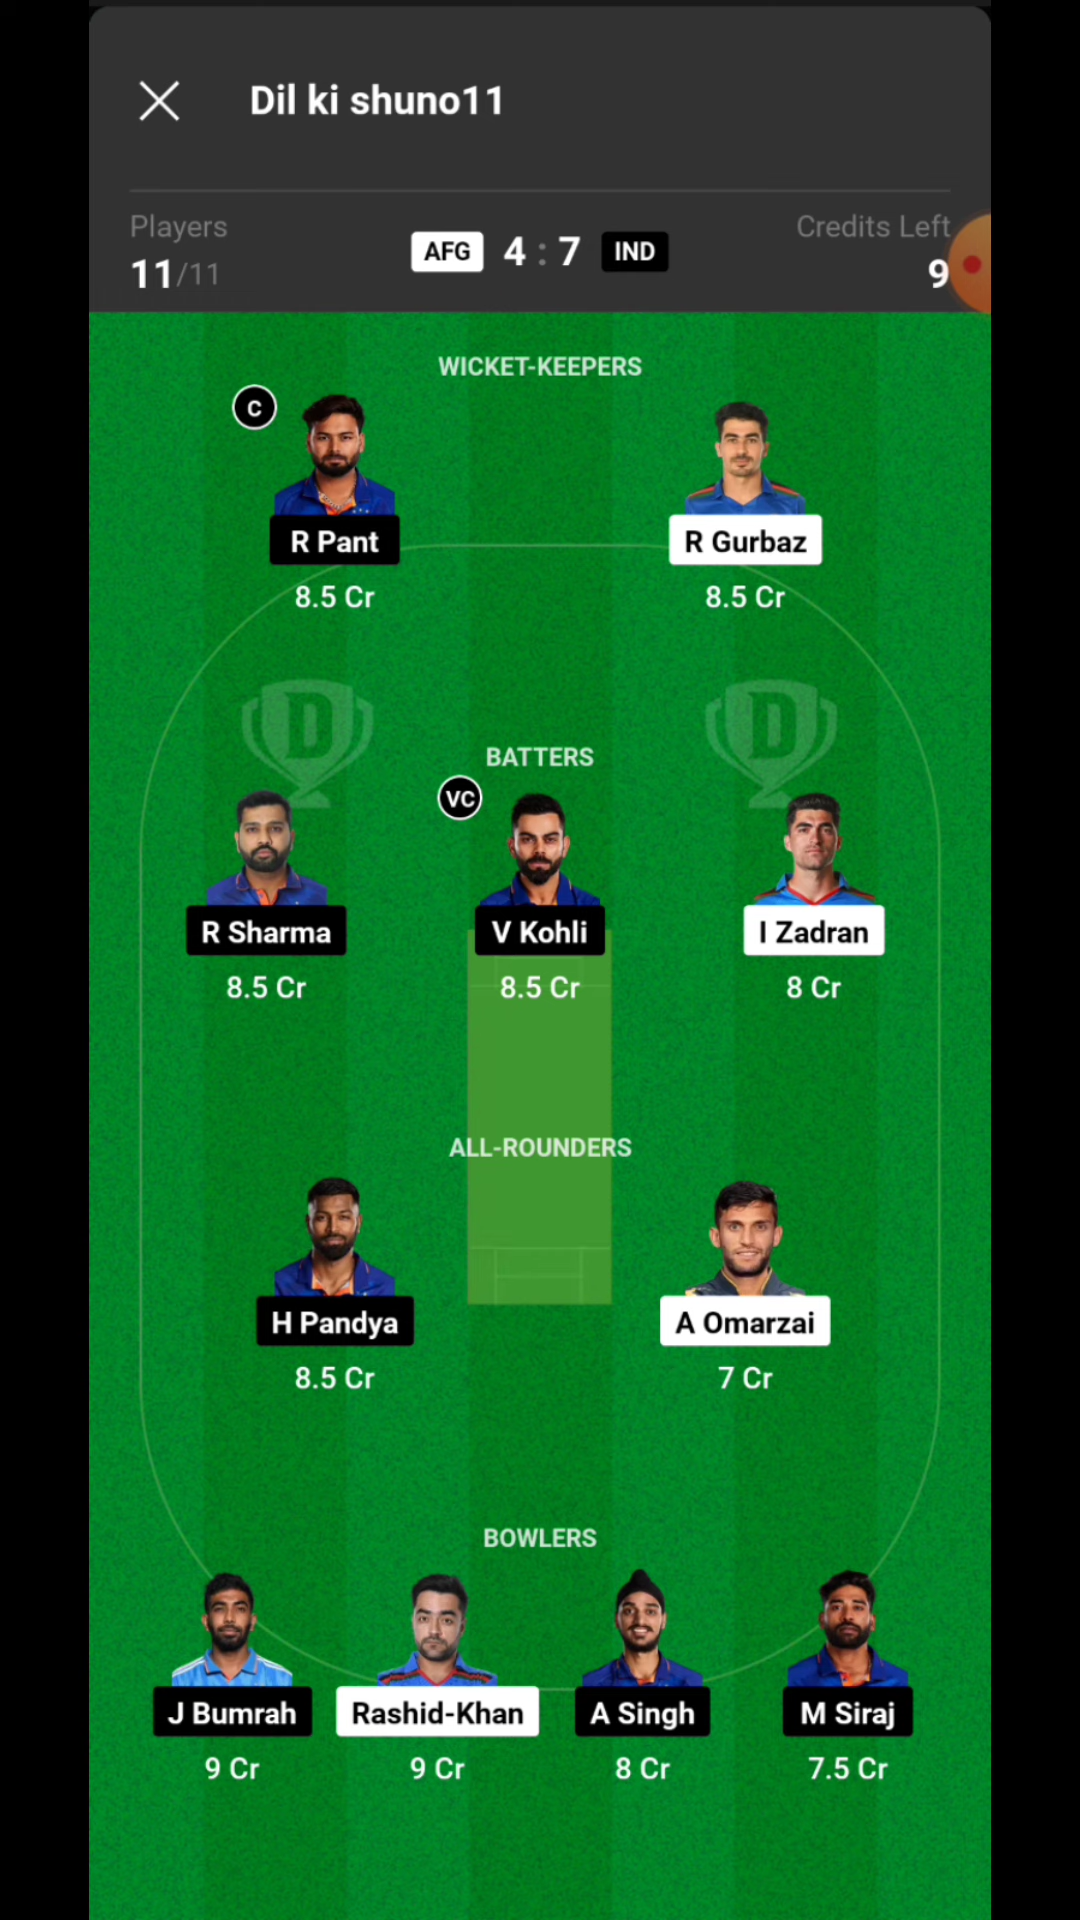 Dil ki shuno11
Players
Credits Left
11/11
AFG 4 : 7 IND
9
WICKET-KEEPERS
C
R Pant
R Gurbaz
8.5 Cr
8.5 Cr
D
D
BATTERS
VC
R Sharma
V Kohli
I Zadran
8.5 Cr
8.5 Cr
8 Cr
ALL-ROUNDERS
H Pandya
A Omarzai
8.5 Cr
7 Cr
BOWLERS
J Bumrah
Rashid-Khan
A Singh
M Siraj
9 Cr
9 Cr
8 Cr
7.5 Cr